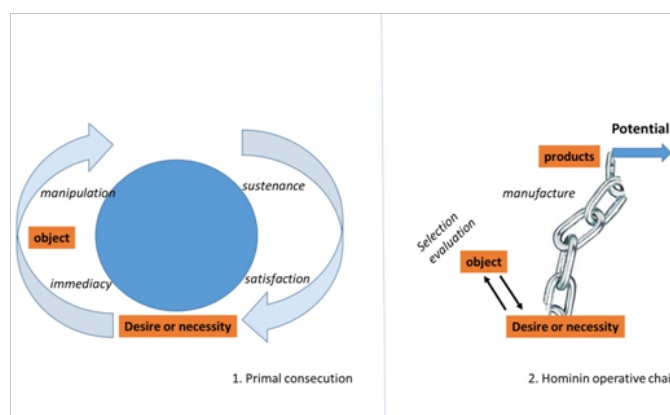 manipulation
sustenance
object
immediacy
satisfaction
Desire or necessity
1. Primal consecution
Potential
products
manufacture
Selection
evaluation
object
Desire or necessity
2. Hominin operative chai